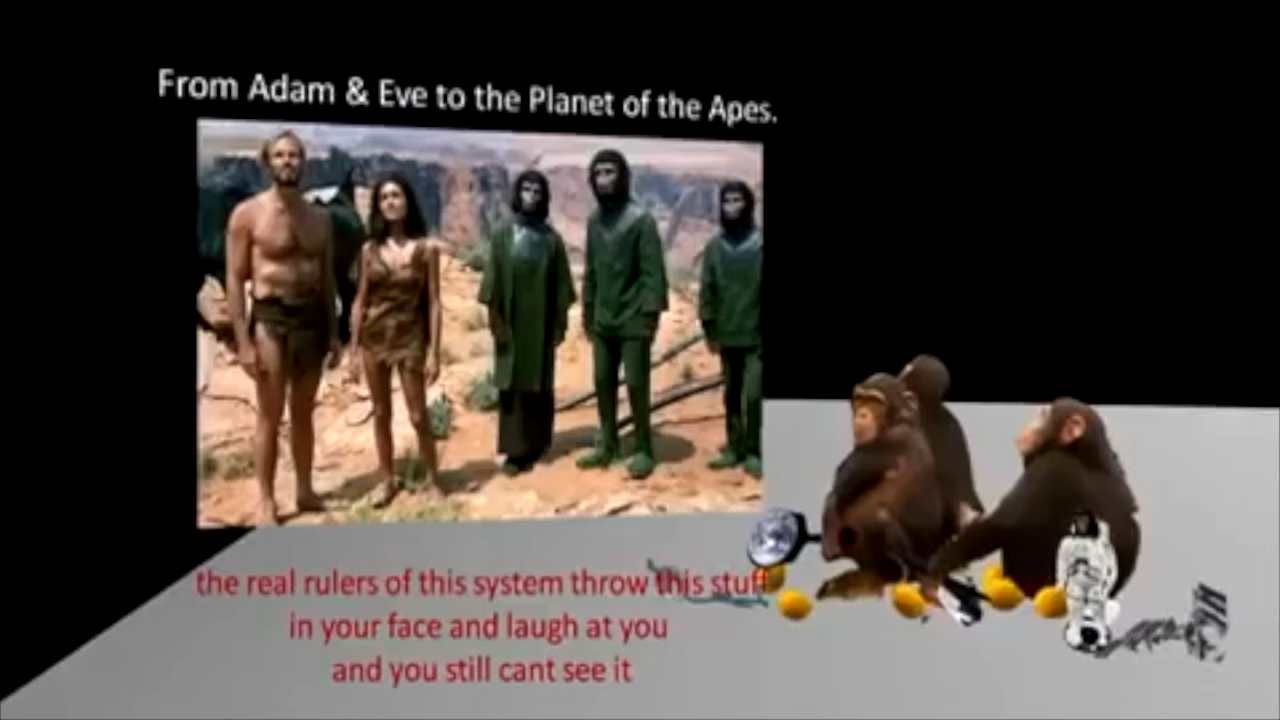 From Adam & Eve to the Planet of the Apes.
the real rulers of this system throw this stuff
in your face and laugh at you
and you still cant see it